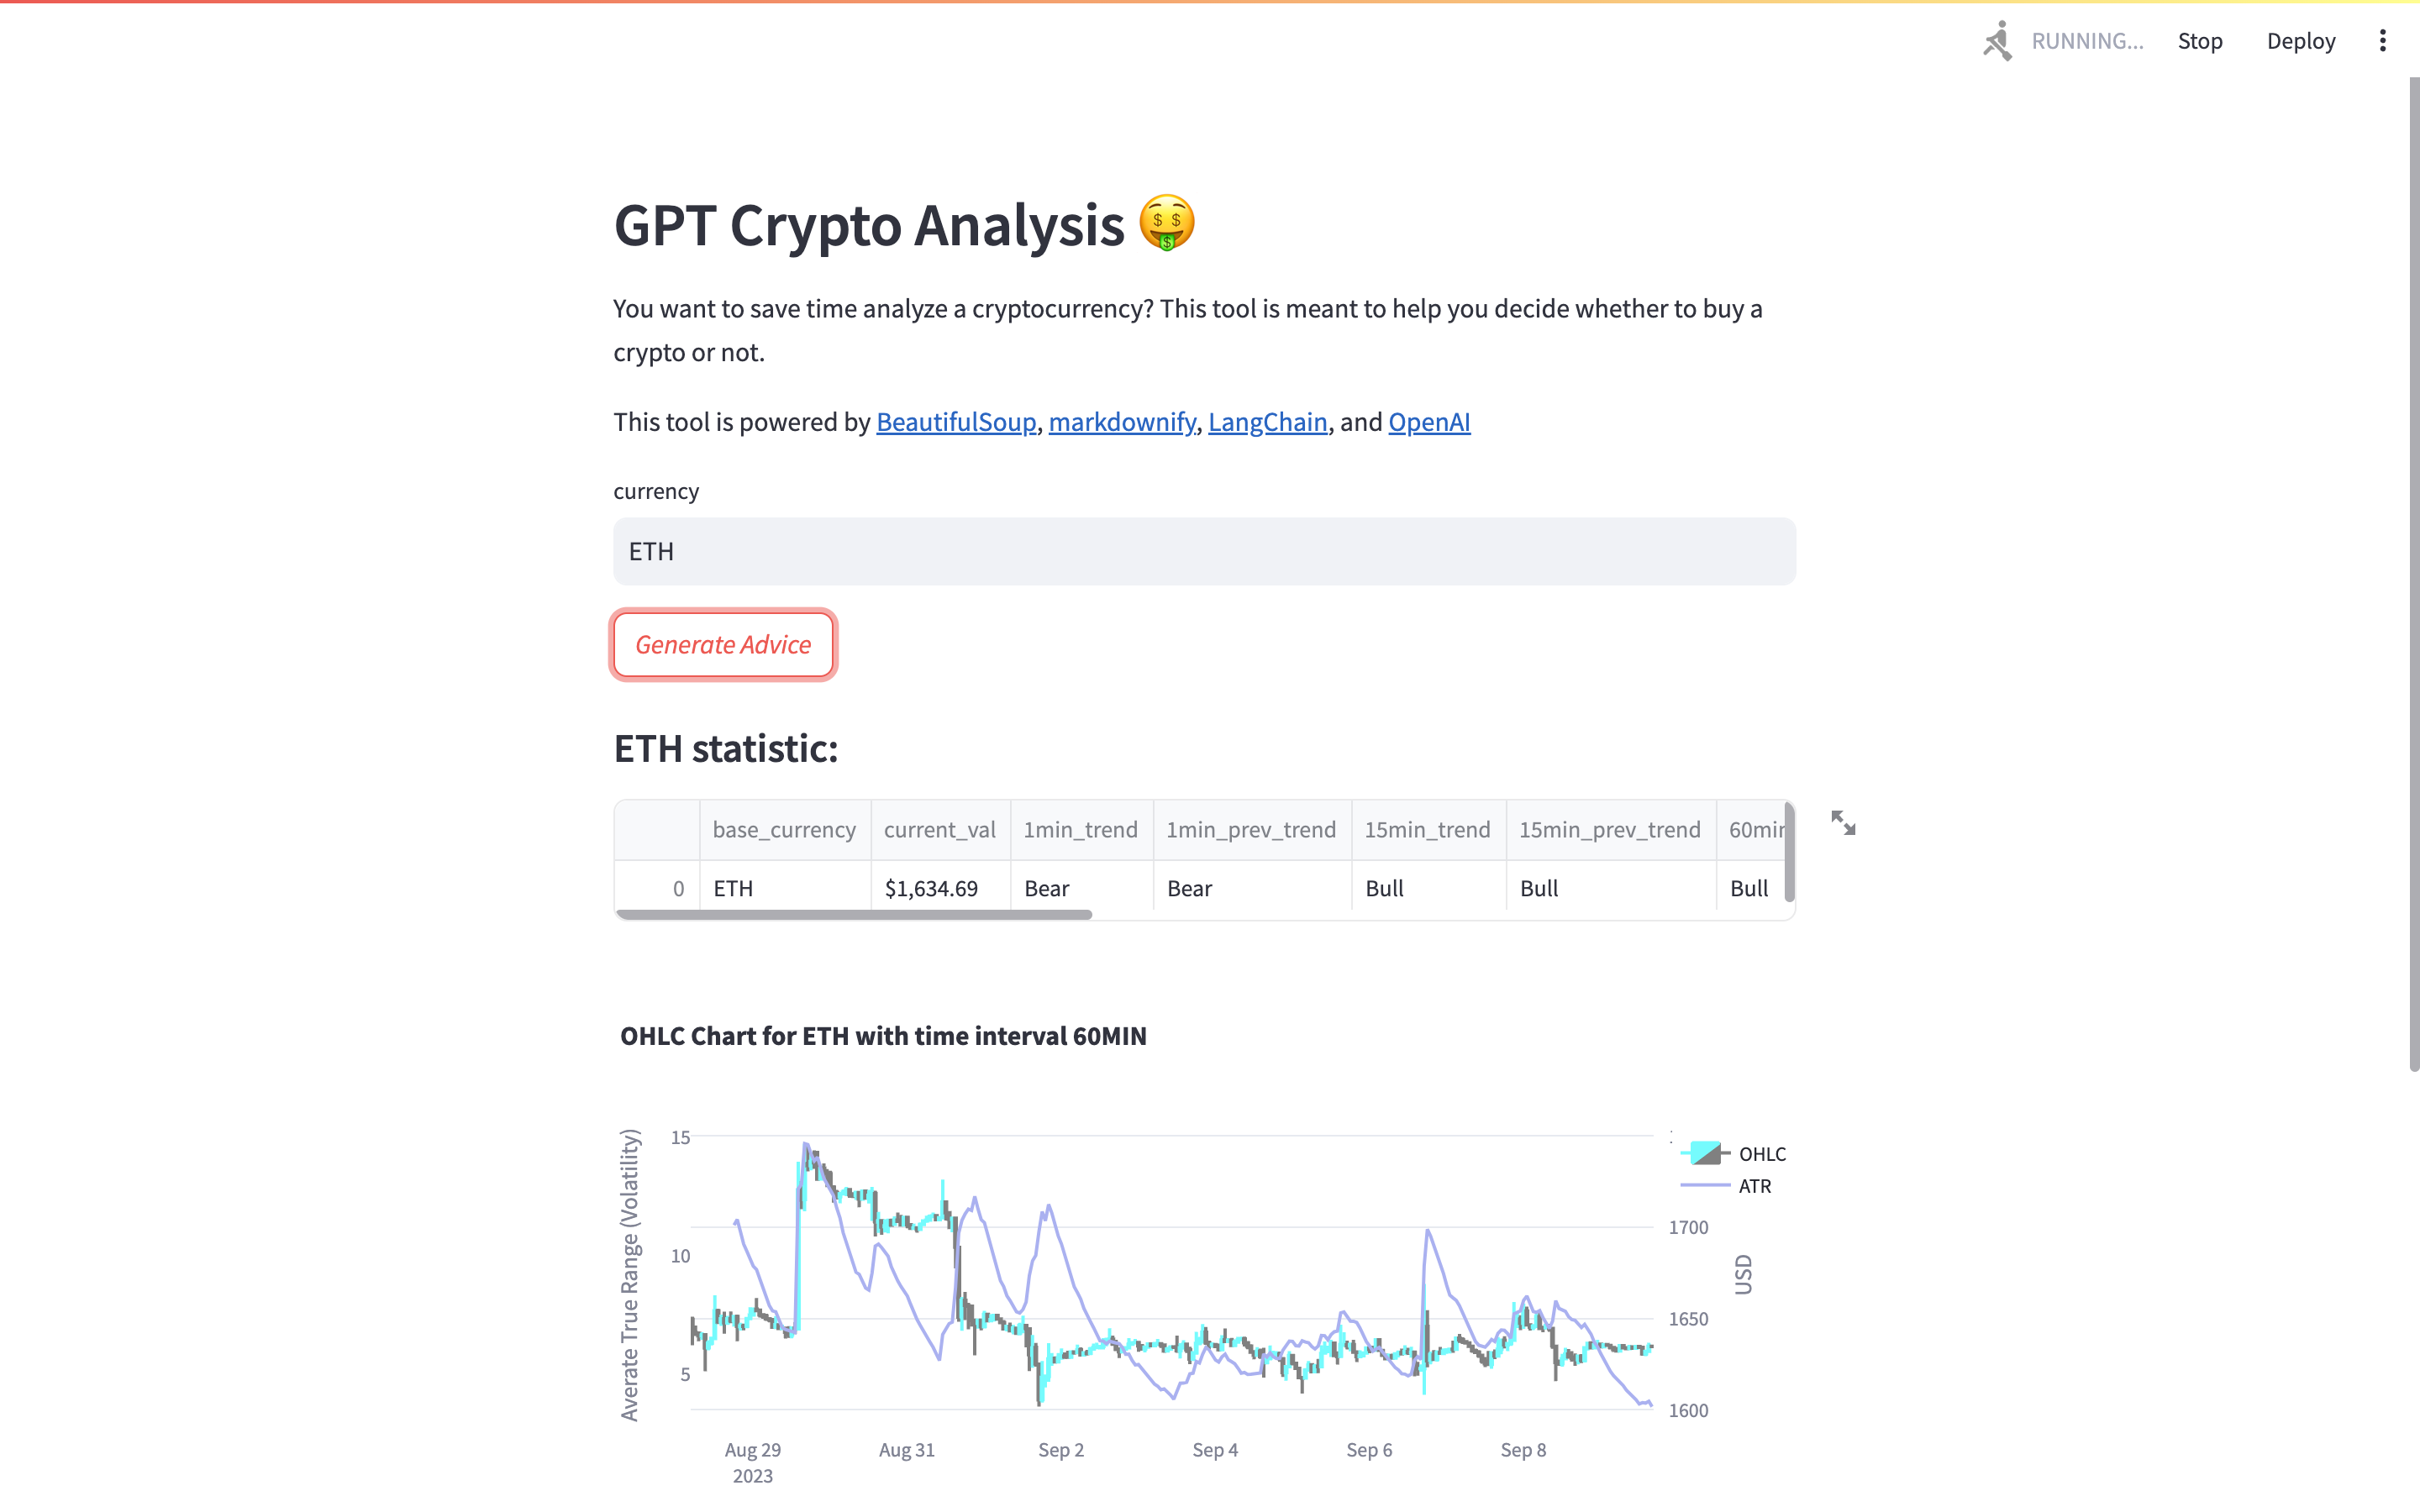 RUNNING... Stop Deploy
GPT Crypto Analysis
You want to save time analyze a cryptocurrency? This tool is meant to help you decide whether to buy a
crypto or not.
This tool is powered by BeautifulSoup, markdownify, LangChain, and OpenAI
currency
ETH
Generate Advice
ETH statistic:
base_currency current_val 1min_trend 1min_prev_trend 15min_trend 15min_prev_trend 60min
0 ETH $1,634.69 Bear Bear Bull Bull Bull
OHLC Chart for ETH with time interval 60MIN
Averate True Range (Volatility)
15
10
5
OHLC
ATR
1700
1650
1600
USD
Aug 29 Aug 31 Sep 2 Sep 4 Sep 6 Sep 8
2023